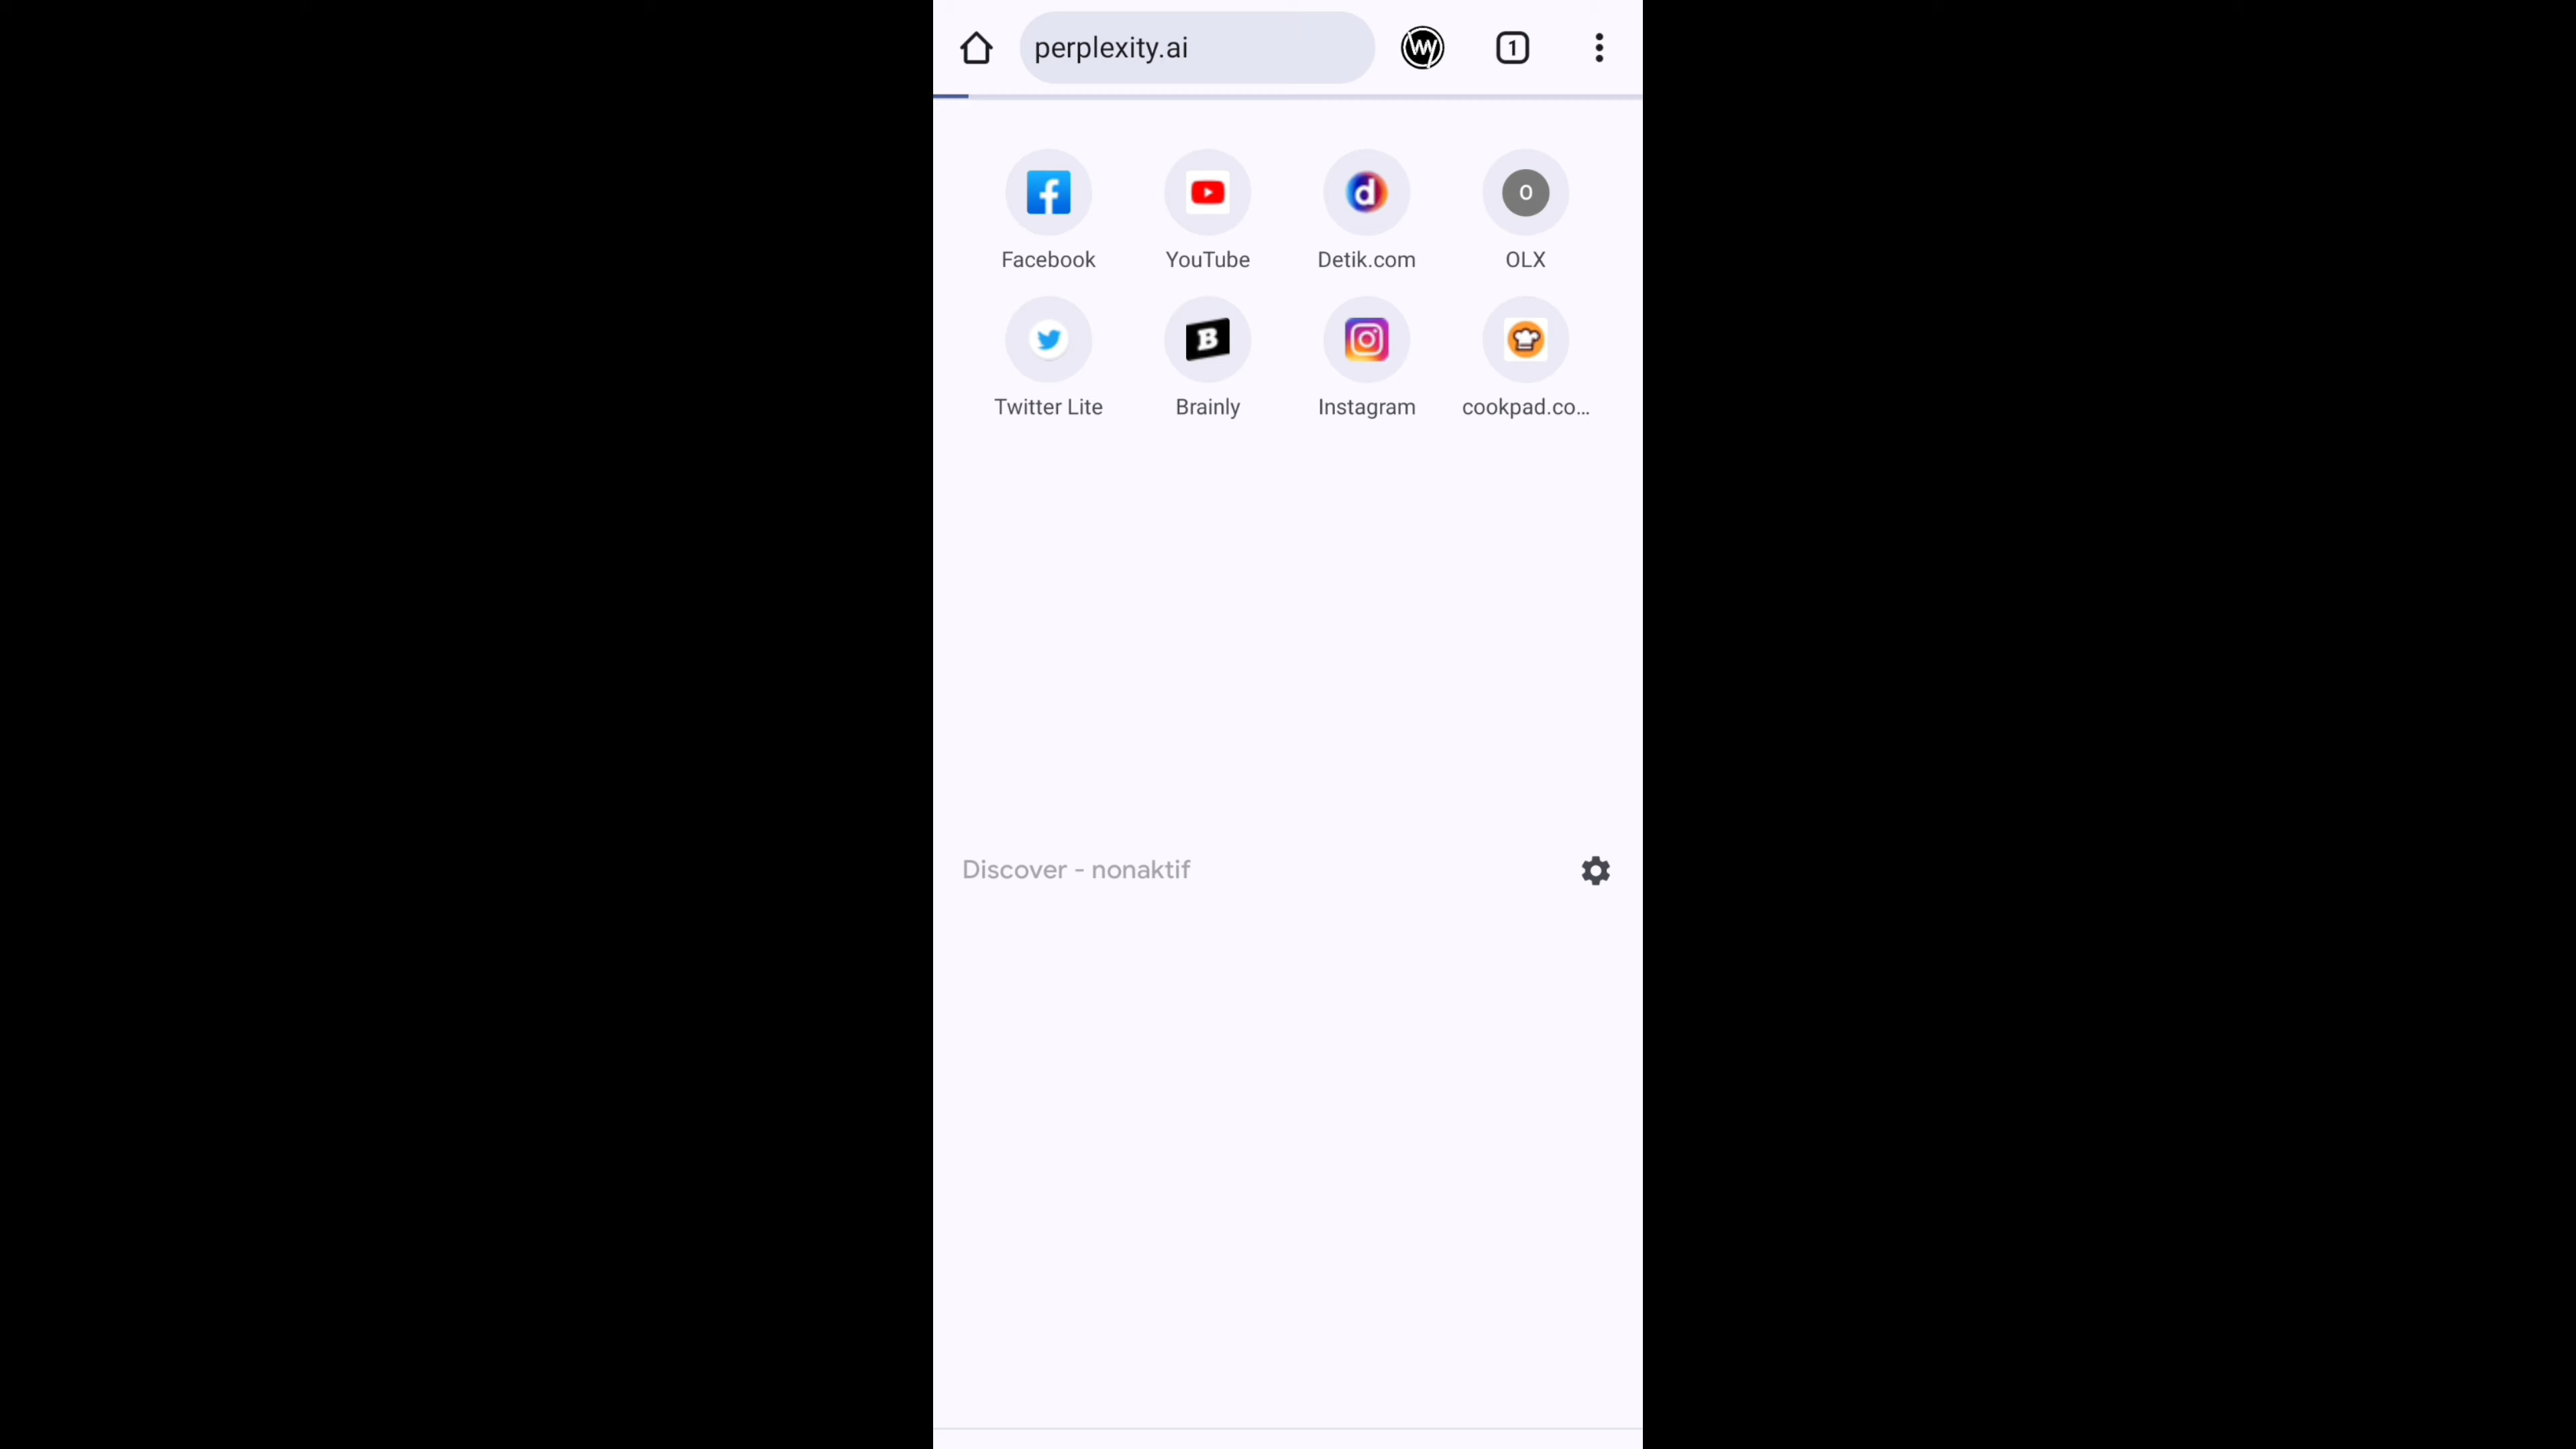 perplexity.ai
1
Facebook
YouTube
Detik.com
OLX
Twitter Lite
Brainly
Instagram
cookpad.co...
Discover - nonaktif